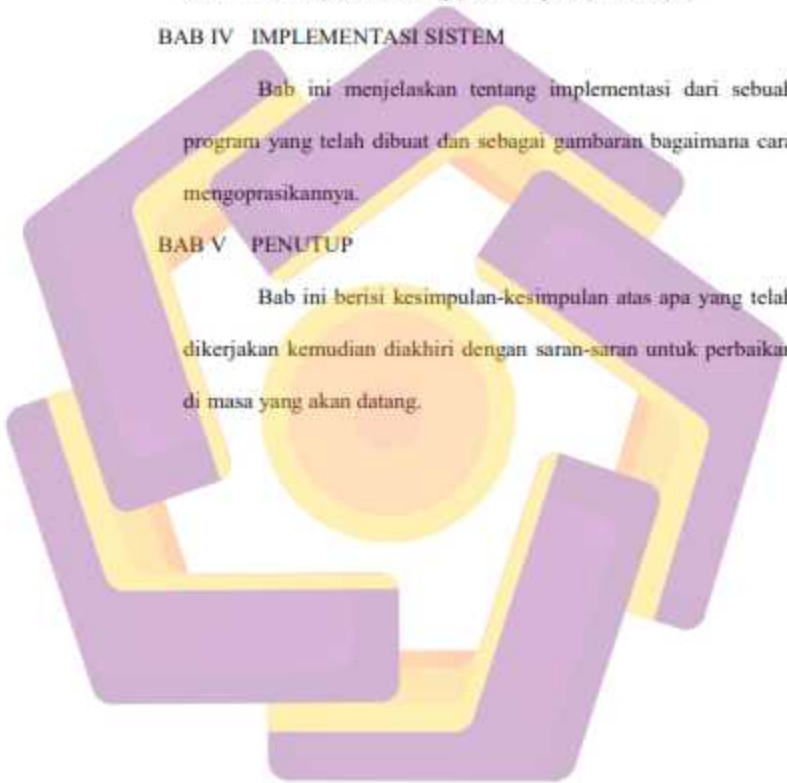 BAB IV IMPLEMENTASI SISTEM
Bab ini menjelaskan tentang implementasi dari sebuah
program yang telah dibuat dan sebagai gambaran bagaimana cara
mengoprasikannya.
BAB V PENUTUP
Bab ini berisi kesimpulan-kesimpulan atas apa yang telah
dikerjakan kemudian diakhiri dengan saran-saran untuk perbaikan
di masa yang akan datang.